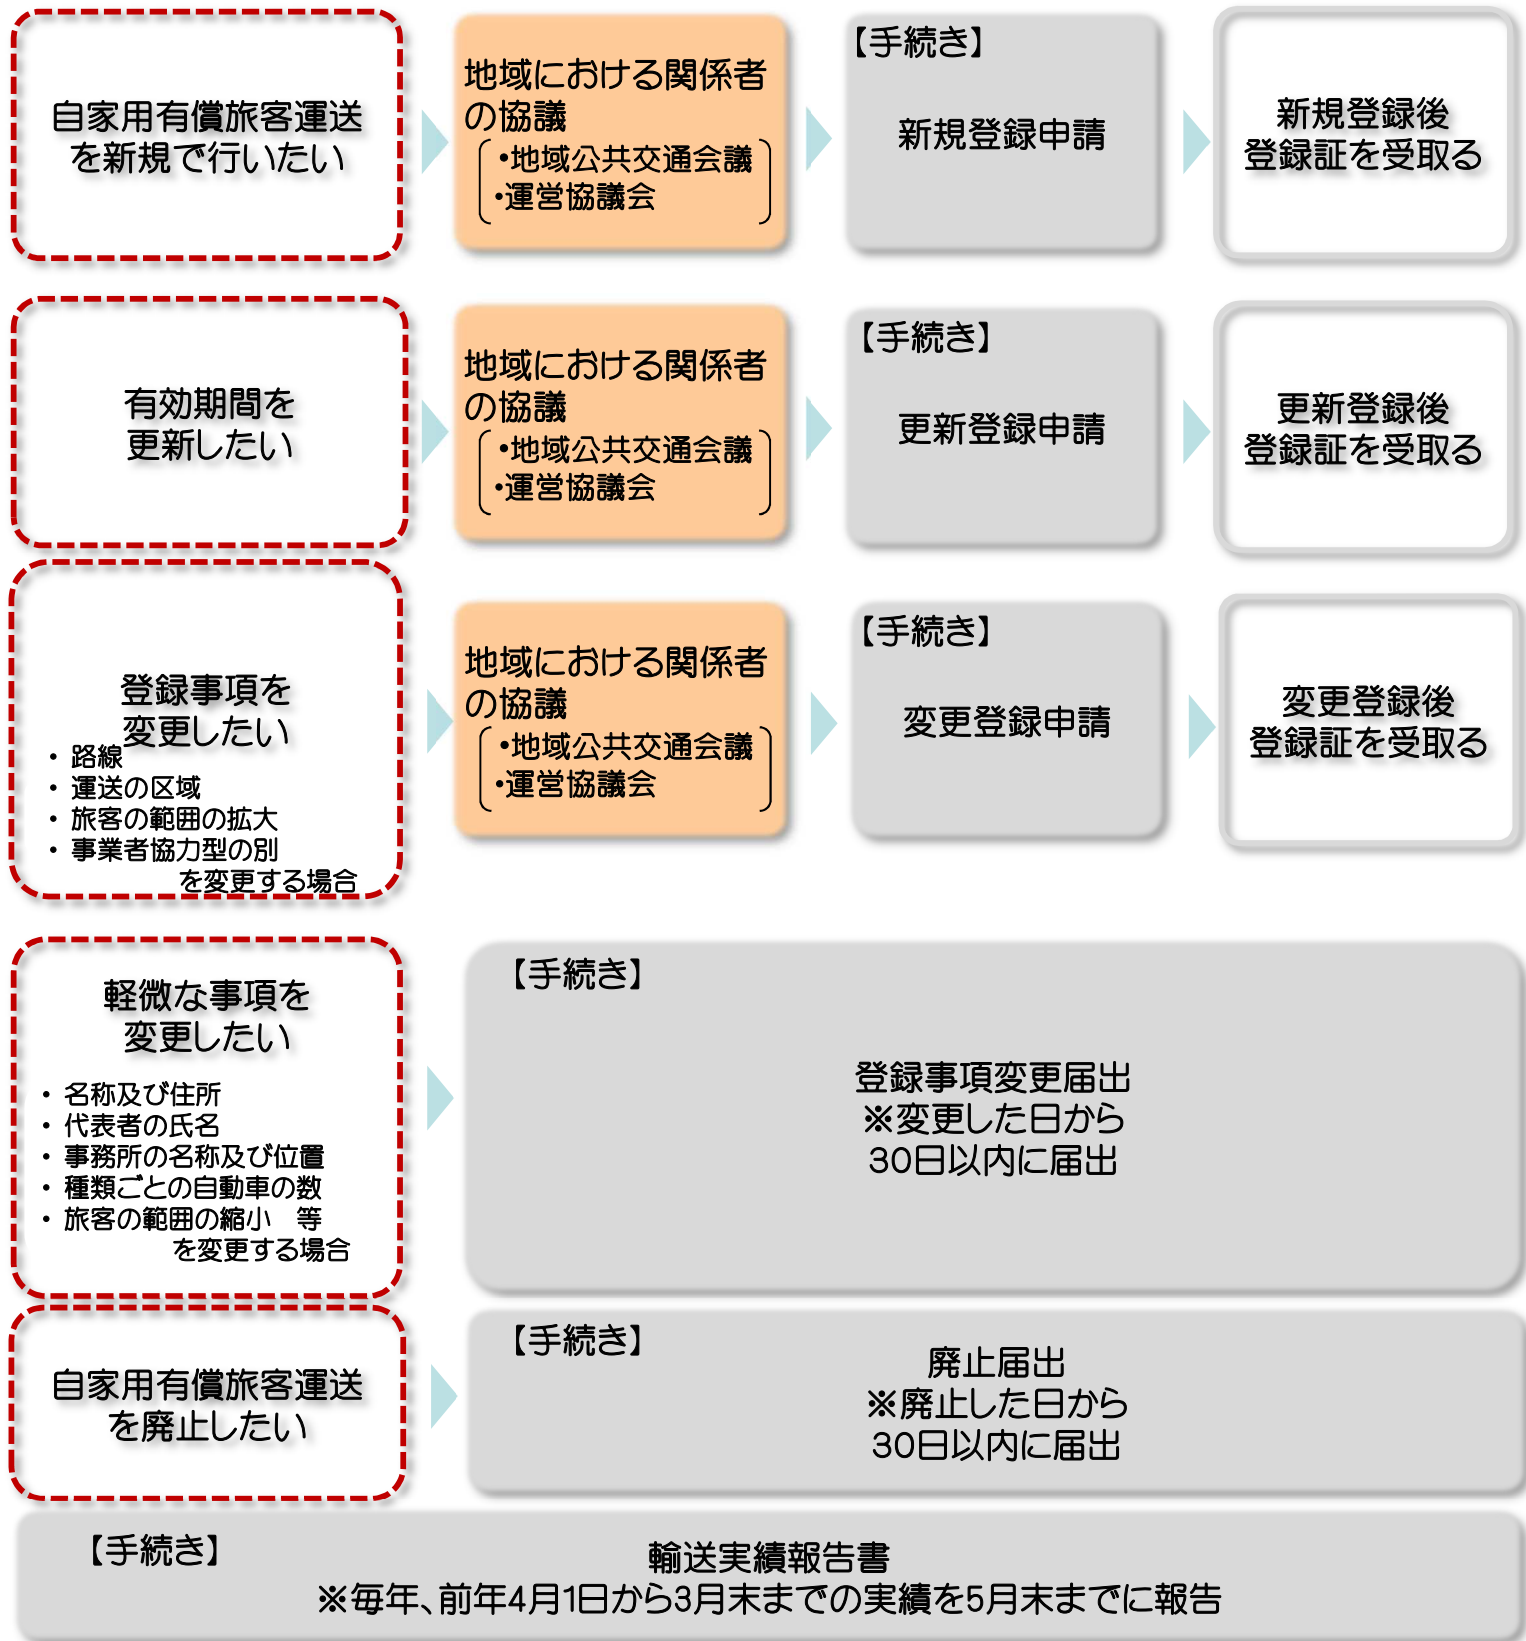 自家用有償旅客運送
を新規で行いたい
地域における関係者
の協議
・地域公共交通会議
・運営協議会
【手続き】
新規登録申請
新規登録後
登録証を受取る
有効期間を
更新したい
地域における関係者
の協議
・地域公共交通会議
・運営協議会
【手続き】
更新登録申請
更新登録後
登録証を受取る
登録事項を
変更したい
・ 路線
・ 運送の区域
・ 旅客の範囲の拡大
・ 事業者協力型の別
を変更する場合
地域における関係者
の協議
・地域公共交通会議
・運営協議会
【手続き】
変更登録申請
変更登録後
登録証を受取る
軽微な事項を
変更したい
・ 名称及び住所
・ 代表者の氏名
・ 事務所の名称及び位置
・ 種類ごとの自動車の数
・ 旅客の範囲の縮小　等
を変更する場合
【手続き】
登録事項変更届出
※変更した日から
30日以内に届出
自家用有償旅客運送
を廃止したい
【手続き】
廃止届出
※廃止した日から
30日以内に届出
【手続き】
輸送実績報告書
※毎年、前年4月1日から3月末までの実績を5月末までに報告